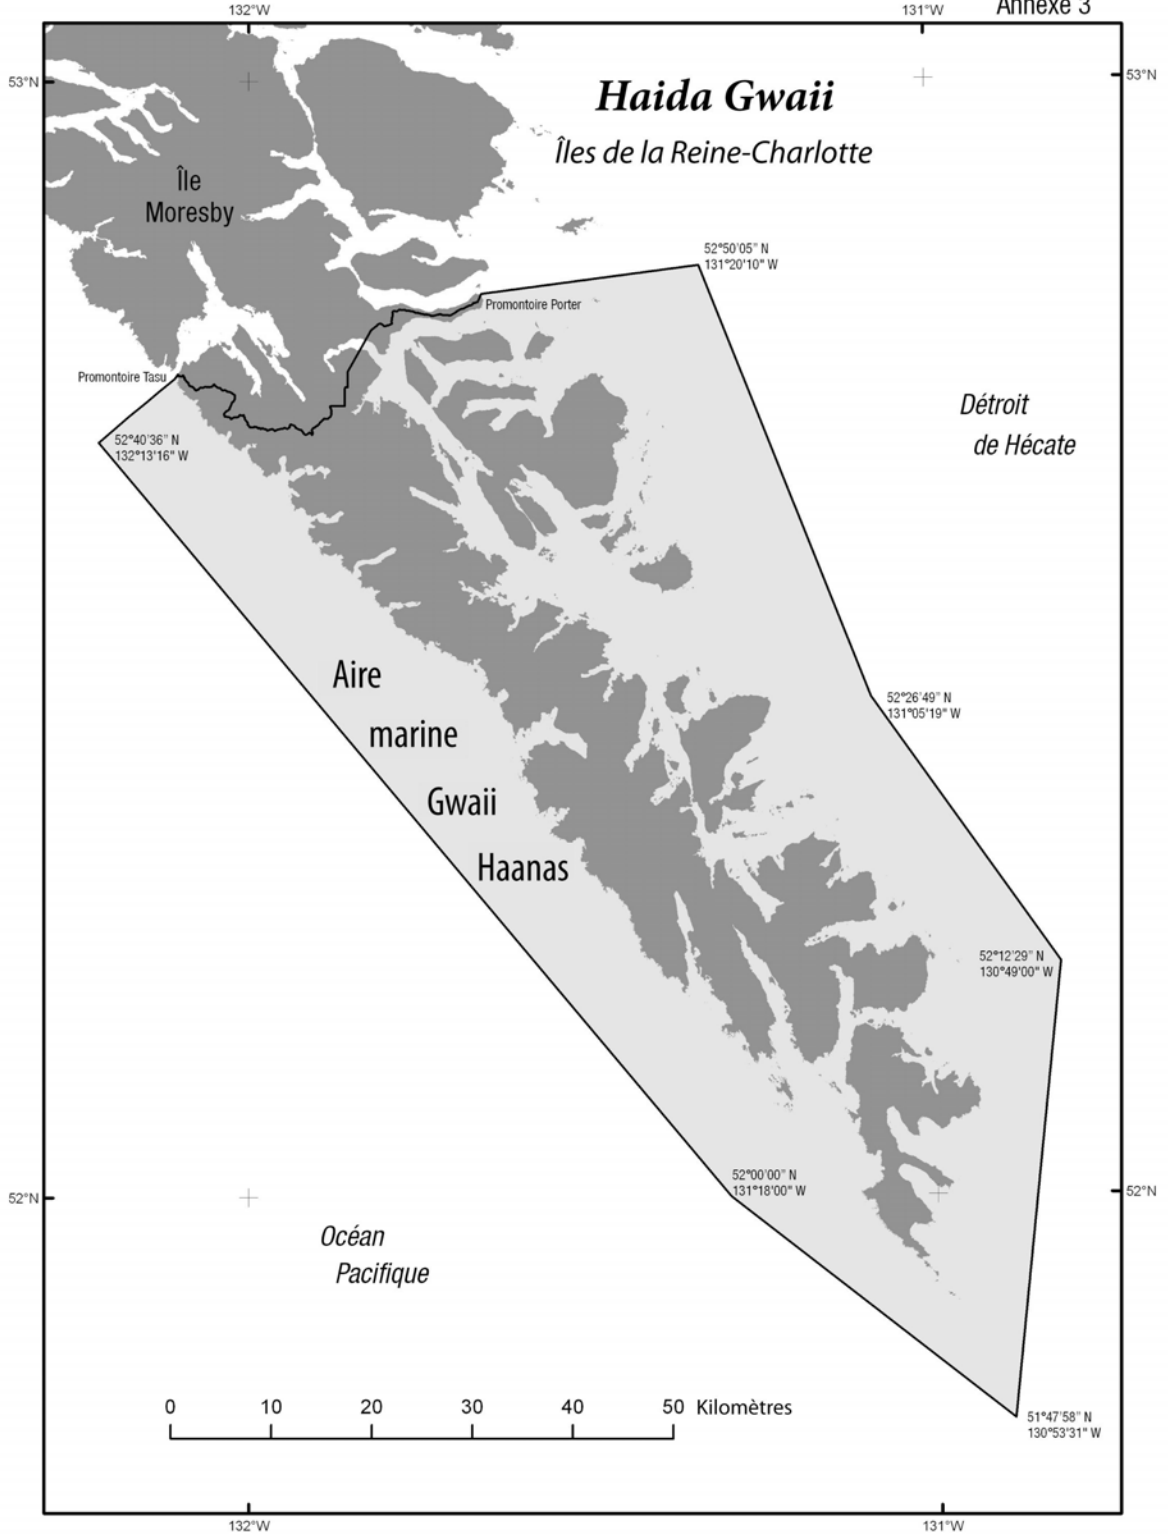 Annexe 3
132°W
131°W
53°N
53°N
Haida Gwaii
Îles de la Reine-Charlotte
Île
Moresby
52°50'05" N
131°20'10" W
Promontoire Porter
Promontoire Tasu
Détroit
de Hécate
52°40'36" N
132°13'16" W
Aire
marine
Gwaii
Haanas
52°26'49" N
131°05'19" W
52°12'29" N
130°49'00" W
52°00'00" N
131°18'00" W
52°N
52°N
Océan
Pacifique
0 10 20 30 40 50 Kilomètres
51°47'58" N
130°53'31" W
132°W
131°W